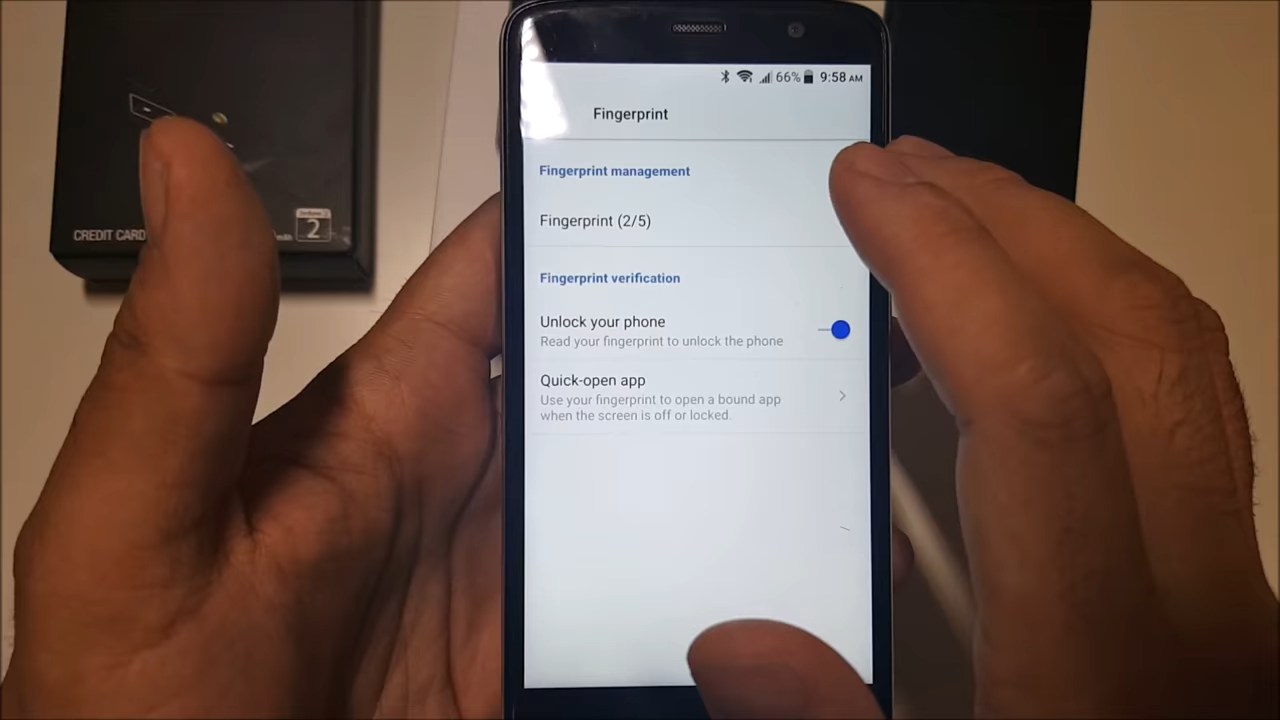 66% 9:58 AM
Fingerprint
Fingerprint management
Fingerprint (2/5)
Fingerprint verification
Unlock your phone
Read your fingerprint to unlock the phone
Quick-open app
Use your fingerprint to open a bound app
when the screen is off or locked.
2
CREDIT CARD